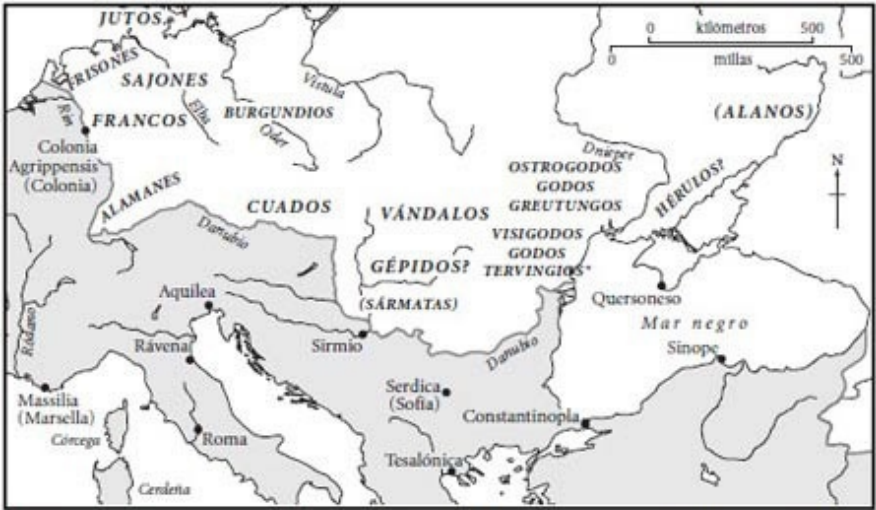 JUTOS
0 kilómetros 500
0 millas 500
FRISONES
SAJONES
Vístula
BURGUNDIOS
Elba
Oder
Rin
FRANCOS
(ALANOS)
Colonia
Agrippensis
(Colonia)
Dnieper
N
OSTROGODOS
GODOS
GREUTUNGOS
HÉRULOS?
ALAMANES
CUADOS
VÁNDALOS
Danubio
VISIGODOS
GODOS
TERVINGIOS*
GÉPIDOS?
Aquilea
(SÁRMATAS)
Quersoneso
Mar negro
Ródano
Rávena
Sirmio
Danubio
Sinope
Massilia
(Marsella)
Serdica
(Sofía)
Constantinopla
Córcega
Roma
Tesalónica
Cerdeña